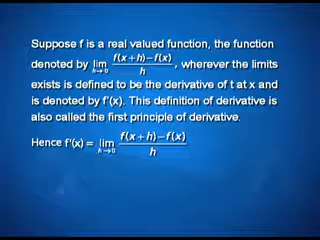 Suppose f is a real valued function, the function
denoted by lim h→0 f(x+h)−f(x)/h, wherever the limits
exists is defined to be the derivative of t at x and
is denoted by f'(x). This definition of derivative is
also called the first principle of derivative.
Hence f'(x) = lim h→0 f(x+h)−f(x)/h